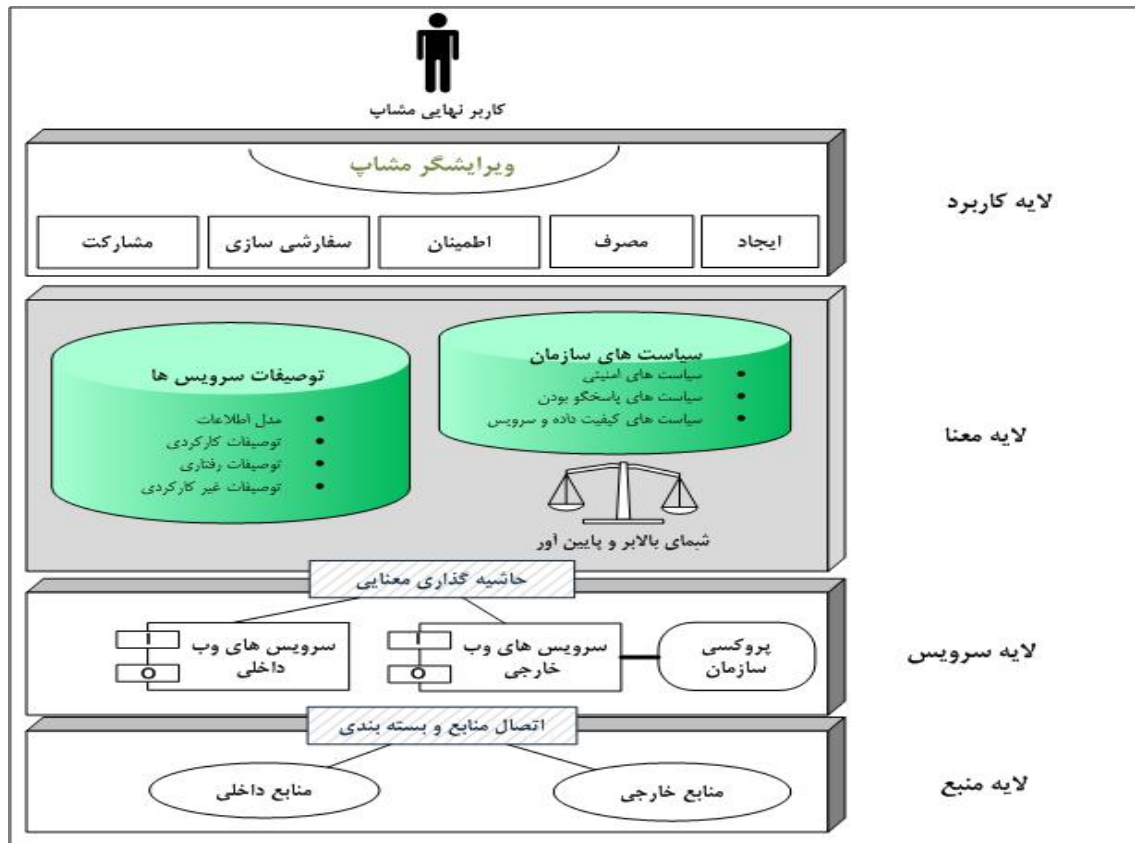 کاربر نهایی مشاپ
ویرایشگر مشاپ
لایه کاربرد
ایجاد
مصرف
اطمینان
سفارشی سازی
مشارکت
لایه معنا
سیاست های سازمان
• سیاست های امنیتی
• سیاست های پاسخگو بودن
• سیاست های کیفیت داده و سرویس
توصیفات سرویس ها
• مدل اطلاعات
• توصیفات کارکردی
• توصیفات رفتاری
• توصیفات غیر کارکردی
شمای بالابر و پایین آور
حاشیه گذاری معنایی
لایه سرویس
پروکسی
سازمان
سرویس های وب
خارجی
I
O
سرویس های وب
داخلی
I
O
اتصال منابع و بسته بندی
لایه منبع
منابع خارجی
منابع داخلی